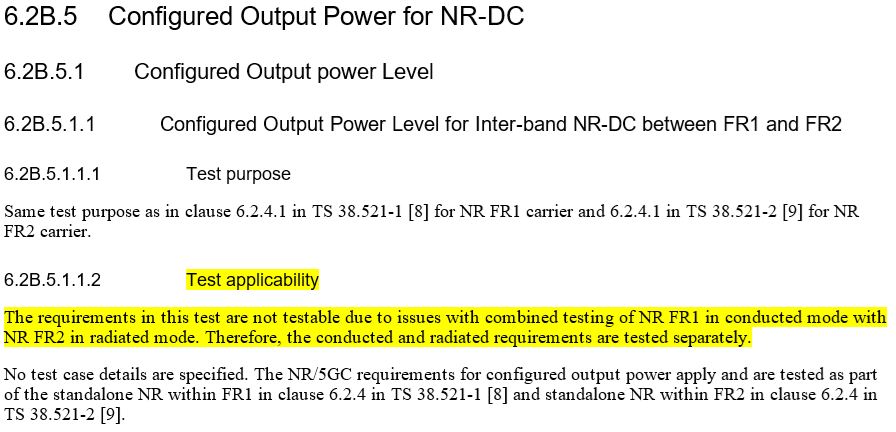 6.2B.5 Configured Output Power for NR-DC
6.2B.5.1 Configured Output power Level
6.2B.5.1.1 Configured Output Power Level for Inter-band NR-DC between FR1 and FR2
6.2B.5.1.1.1 Test purpose
Same test purpose as in clause 6.2.4.1 in TS 38.521-1 [8] for NR FR1 carrier and 6.2.4.1 in TS 38.521-2 [9] for NR
FR2 carrier.
6.2B.5.1.1.2 Test applicability
The requirements in this test are not testable due to issues with combined testing of NR FR1 in conducted mode with
NR FR2 in radiated mode. Therefore, the conducted and radiated requirements are tested separately.
No test case details are specified. The NR/5GC requirements for configured output power apply and are tested as part
of the standalone NR within FR1 in clause 6.2.4 in TS 38.521-1 [8] and standalone NR within FR2 in clause 6.2.4 in
TS 38.521-2 [9].